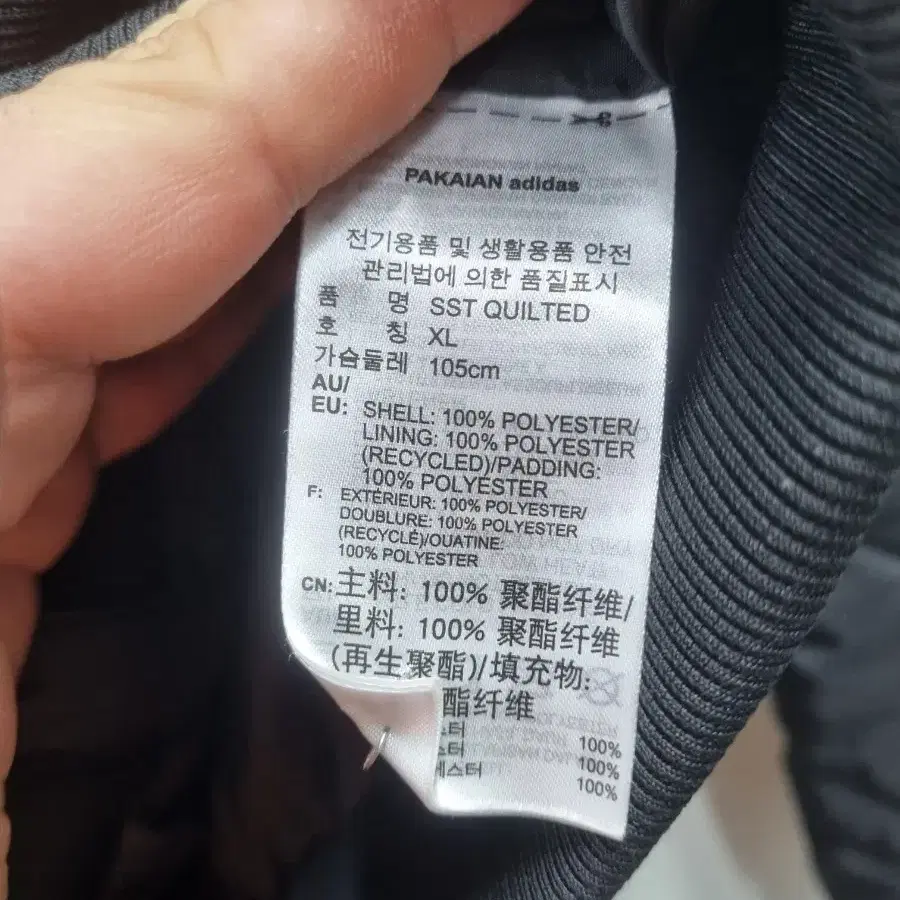 PAKAIAN adidas
전기용품 및 생활용품 안전
관리법에 의한 품질표시
품 명 SST QUILTED
호 칭 XL
가슴둘레 105cm
AU/
EU: SHELL: 100% POLYESTER/
LINING: 100% POLYESTER
(RECYCLED)/PADDING:
100% POLYESTER
F: EXTÉRIEUR: 100% POLYESTER/
DOUBLURE: 100% POLYESTER
(RECYCLÉ)/OUATINE:
100% POLYESTER
CN: 主料: 100% 聚酯纤维/
里料: 100% 聚酯纤维
(再生聚酯)/填充物:
酯纤维
100%
100%
100%